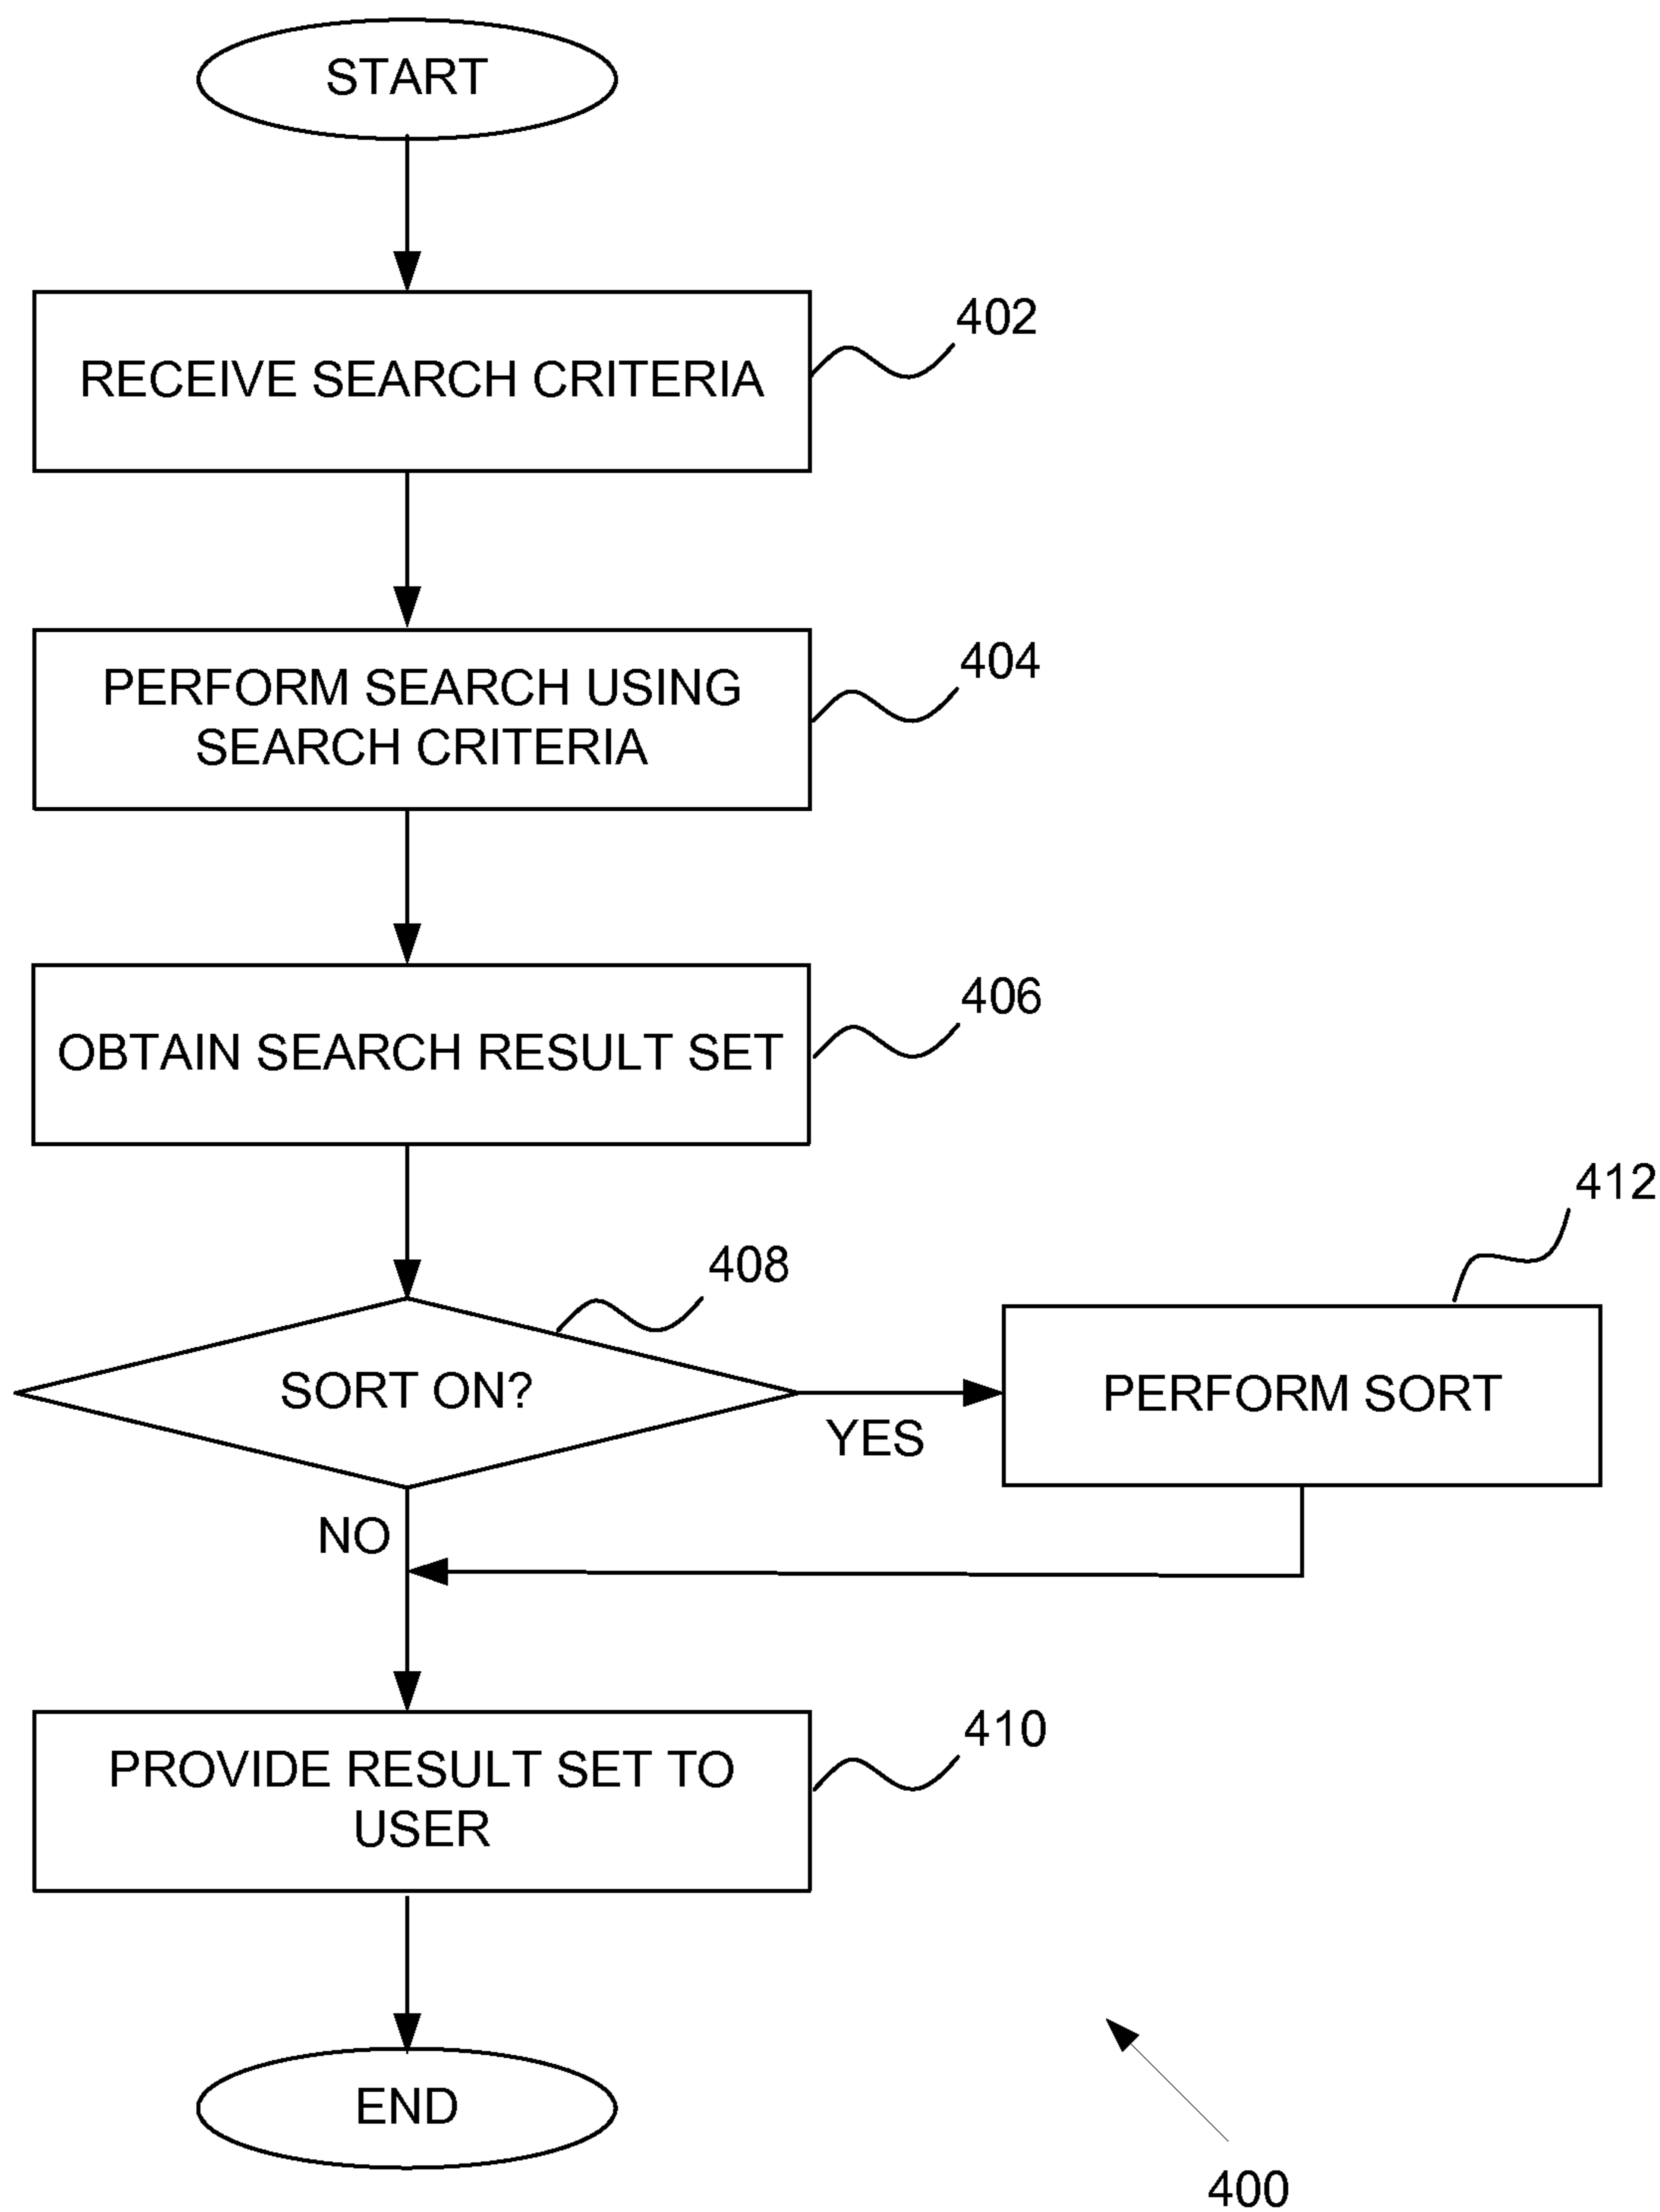 START
402
RECEIVE SEARCH CRITERIA
404
PERFORM SEARCH USING
SEARCH CRITERIA
406
OBTAIN SEARCH RESULT SET
412
408
SORT ON?
YES
PERFORM SORT
NO
410
PROVIDE RESULT SET TO
USER
END
400